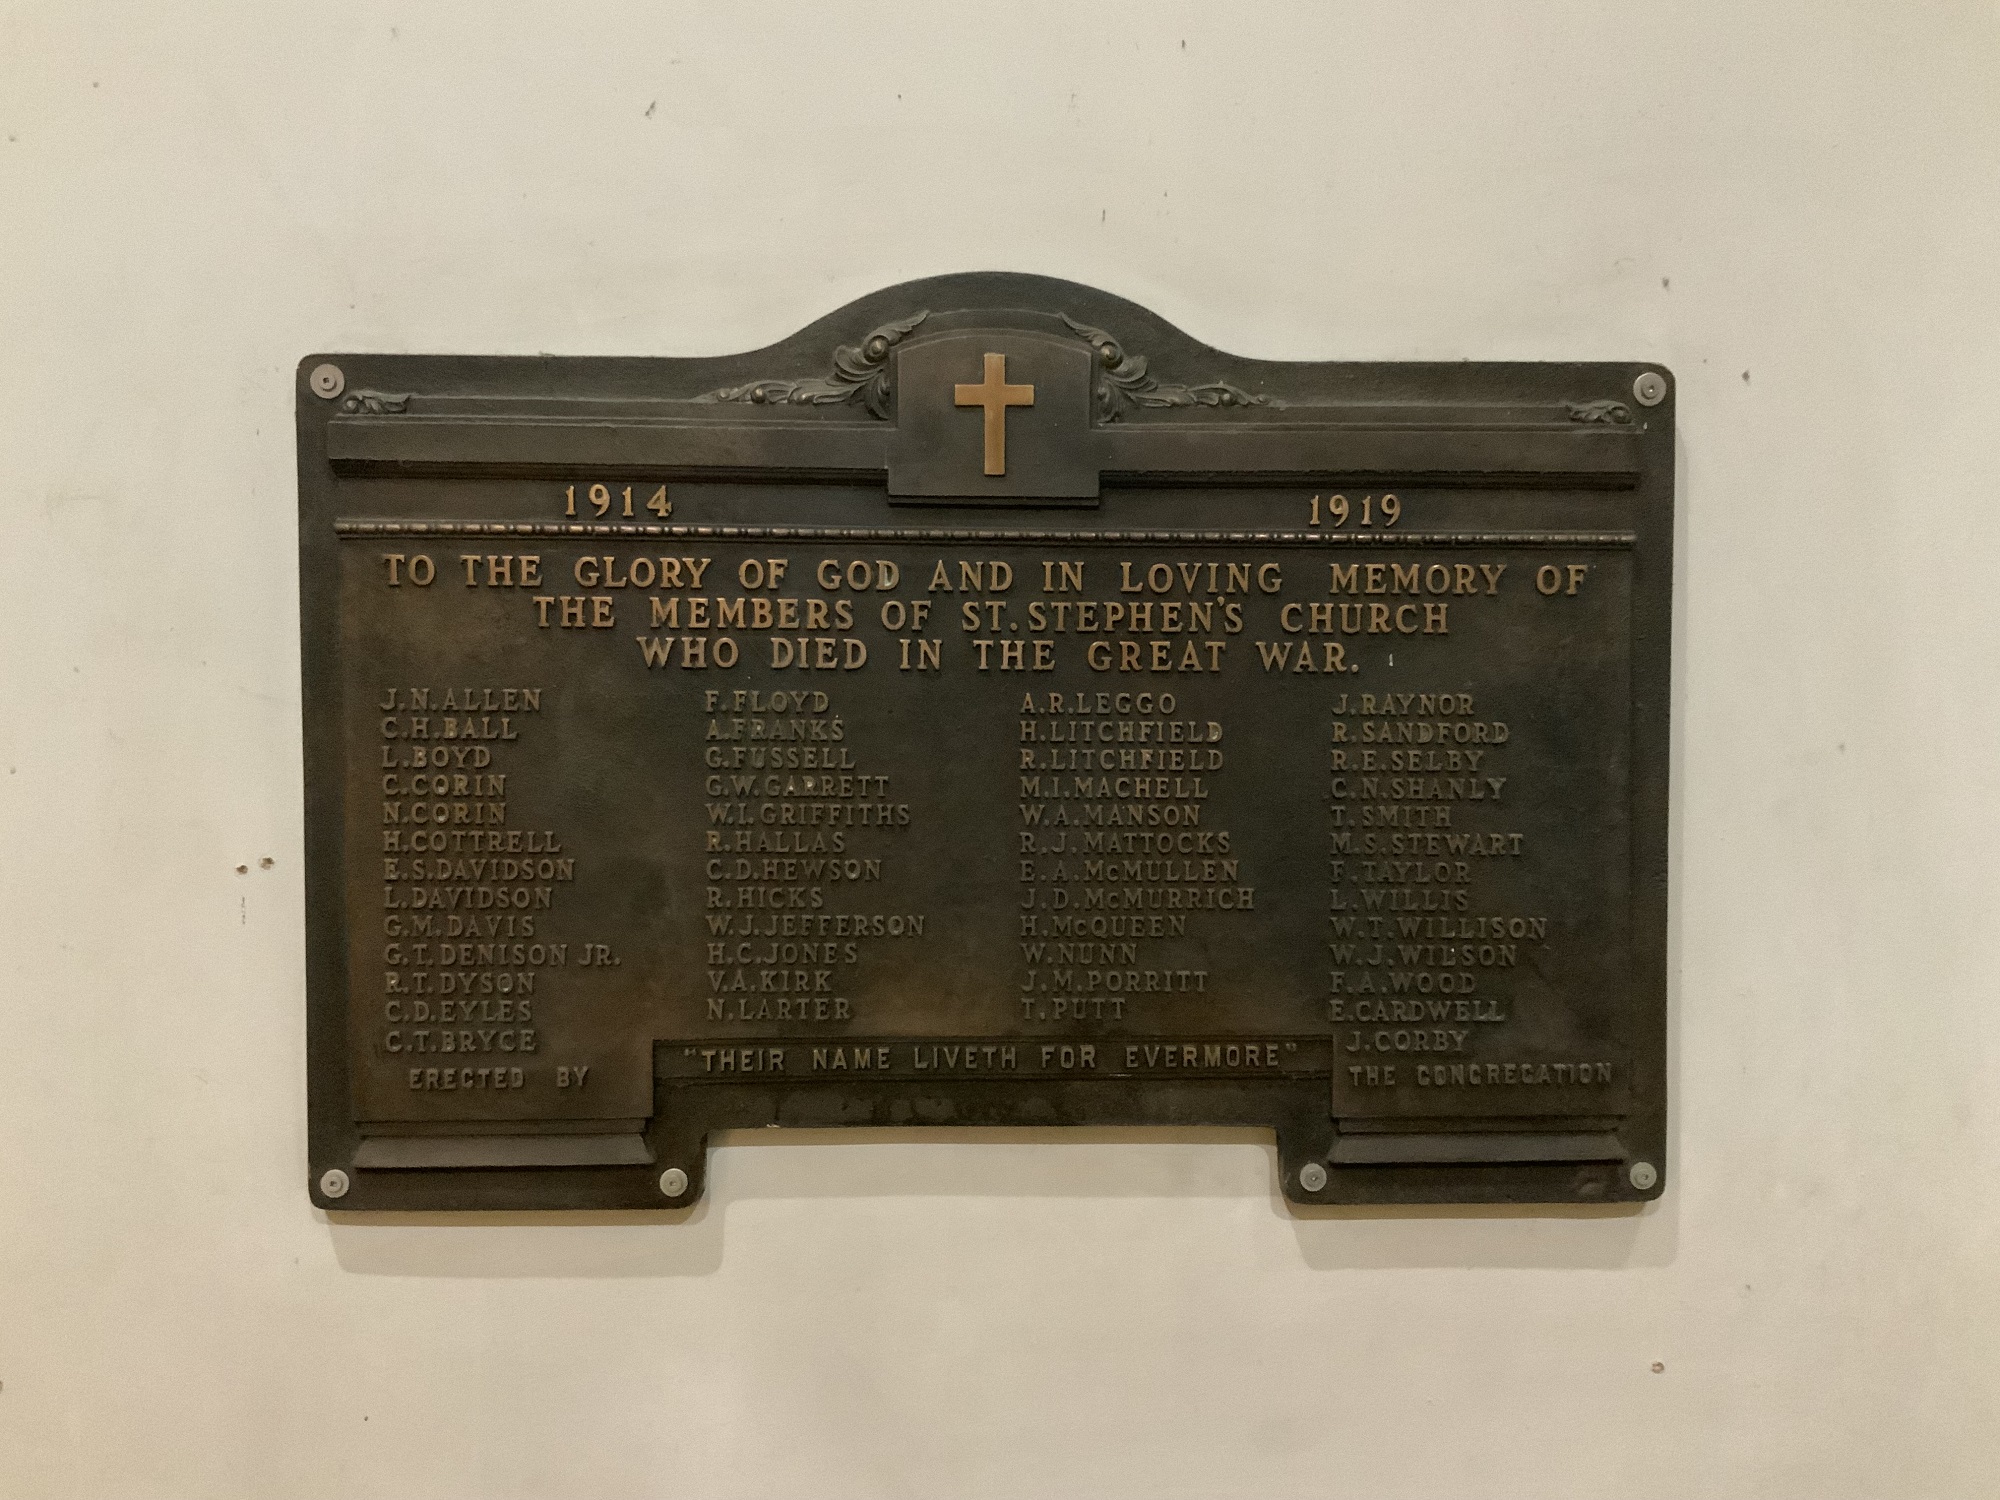 1914 1919
TO THE GLORY OF GOD AND IN LOVING MEMORY OF
THE MEMBERS OF ST. STEPHEN'S CHURCH
WHO DIED IN THE GREAT WAR.
J.N.ALLEN
C.H.BALL
L.BOYD
C.CORIN
N.CORIN
H.COTTRELL
E.S.DAVIDSON
L.DAVIDSON
G.M.DAVIS
G.T.DENISON JR.
R.T.DYSON
C.D.EYLES
C.T.BRYCE
F.FLOYD
A.FRANKS
G.FUSSELL
G.W.GARRETT
W.I.GRIFFITHS
R.HALLAS
C.D.HEWSON
R.HICKS
W.J.JEFFERSON
H.C.JONES
V.A.KIRK
N.LARTER
A.R.LEGGO
H.LITCHFIELD
R.LITCHFIELD
M.I.MACHELL
W.A.MANSON
R.J.MATTOCKS
E.A.McMULLEN
J.D.McMURRICH
H.McQUEEN
W.NUNN
J.M.PORRITT
T.PUTT
J.RAYNOR
R.SANDFORD
R.E.SELBY
C.N.SHANLY
T.SMITH
M.S.STEWART
F.TAYLOR
L.WILLIS
W.T.WILLISON
W.J.WILSON
F.A.WOOD
E.CARDWELL
J.CORBY
"THEIR NAME LIVETH FOR EVERMORE"
ERECTED BY THE CONGREGATION